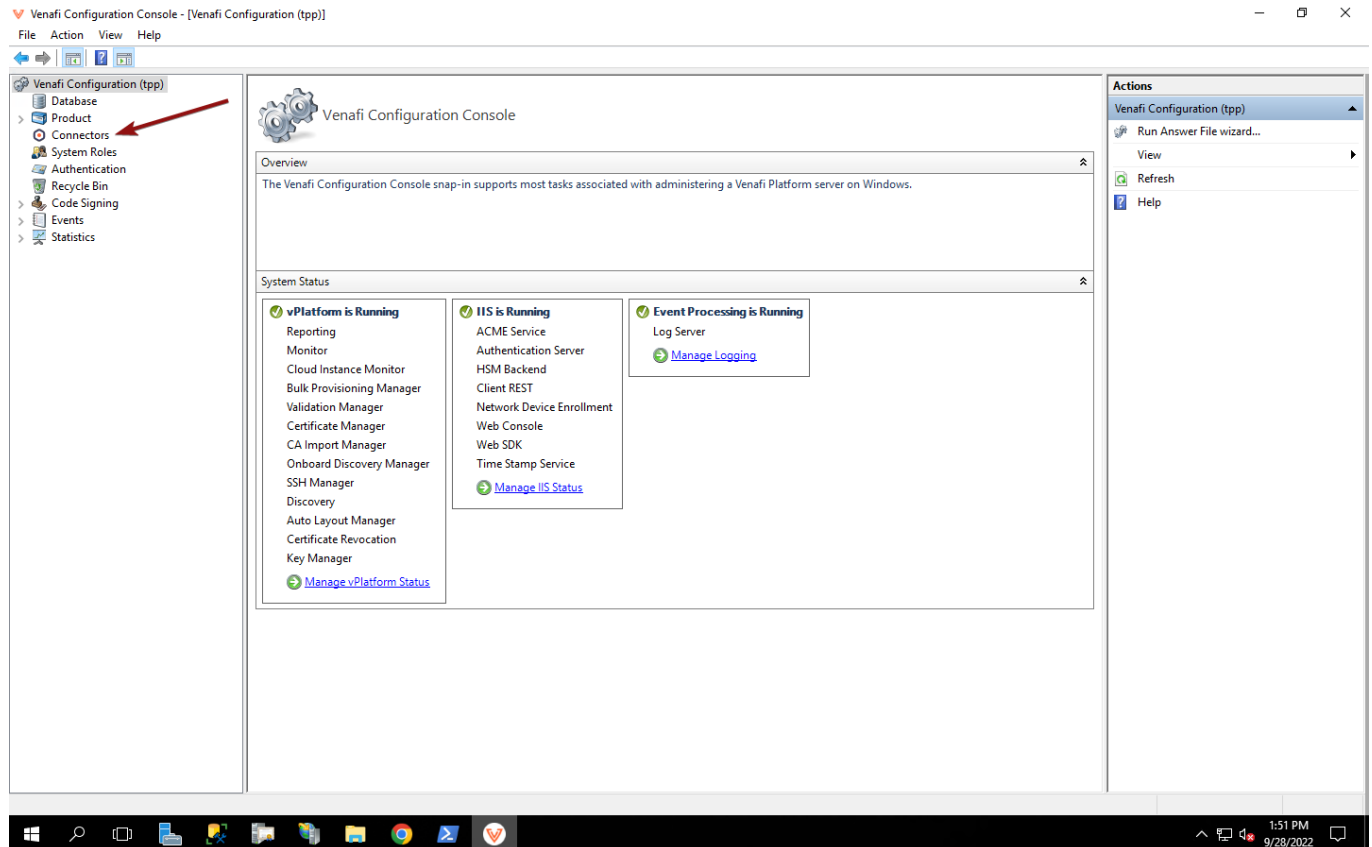 Venafi Configuration Console - [Venafi Configuration (tpp)]
File Action View Help
Venafi Configuration (tpp)
Database
Product
Connectors
System Roles
Authentication
Recycle Bin
Code Signing
Events
Statistics
Venafi Configuration Console
Overview
The Venafi Configuration Console snap-in supports most tasks associated with administering a Venafi Platform server on Windows.
System Status
vPlatform is Running
Reporting
Monitor
Cloud Instance Monitor
Bulk Provisioning Manager
Validation Manager
Certificate Manager
CA Import Manager
Onboard Discovery Manager
SSH Manager
Discovery
Auto Layout Manager
Certificate Revocation
Key Manager
Manage vPlatform Status
IIS is Running
ACME Service
Authentication Server
HSM Backend
Client REST
Network Device Enrollment
Web Console
Web SDK
Time Stamp Service
Manage IIS Status
Event Processing is Running
Log Server
Manage Logging
Actions
Venafi Configuration (tpp)
Run Answer File wizard...
View
Refresh
Help
1:51 PM
9/28/2022